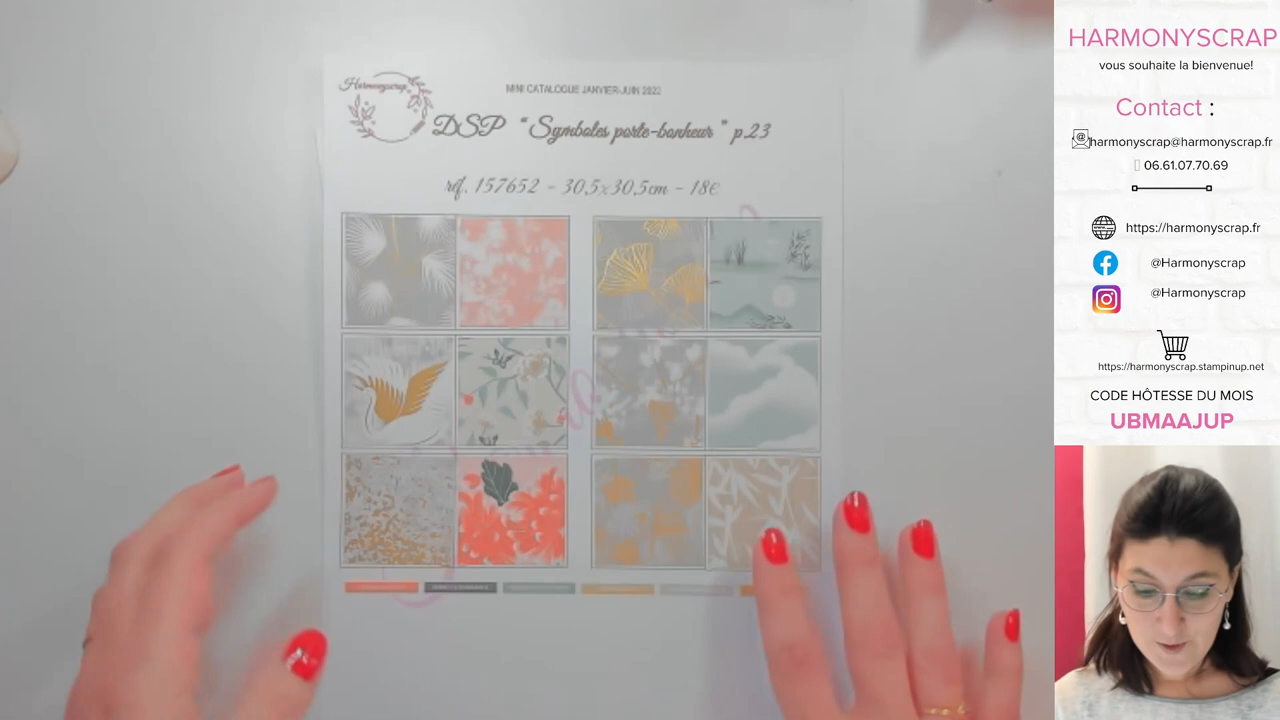 Harmonyscrap
MINI CATALOGUE JANVIER-JUIN 2022
DSP "Symboles porte-bonheur" p.23
réf. 157652 - 30,5x30,5cm - 18€
HARMONYSCRAP
vous souhaite la bienvenue!
Contact :
harmonyscrap@harmonyscrap.fr
06.61.07.70.69
https://harmonyscrap.fr
@Harmonyscrap
@Harmonyscrap
https://harmonyscrap.stampinup.net
CODE HÔTESSE DU MOIS
UBMAAJUP